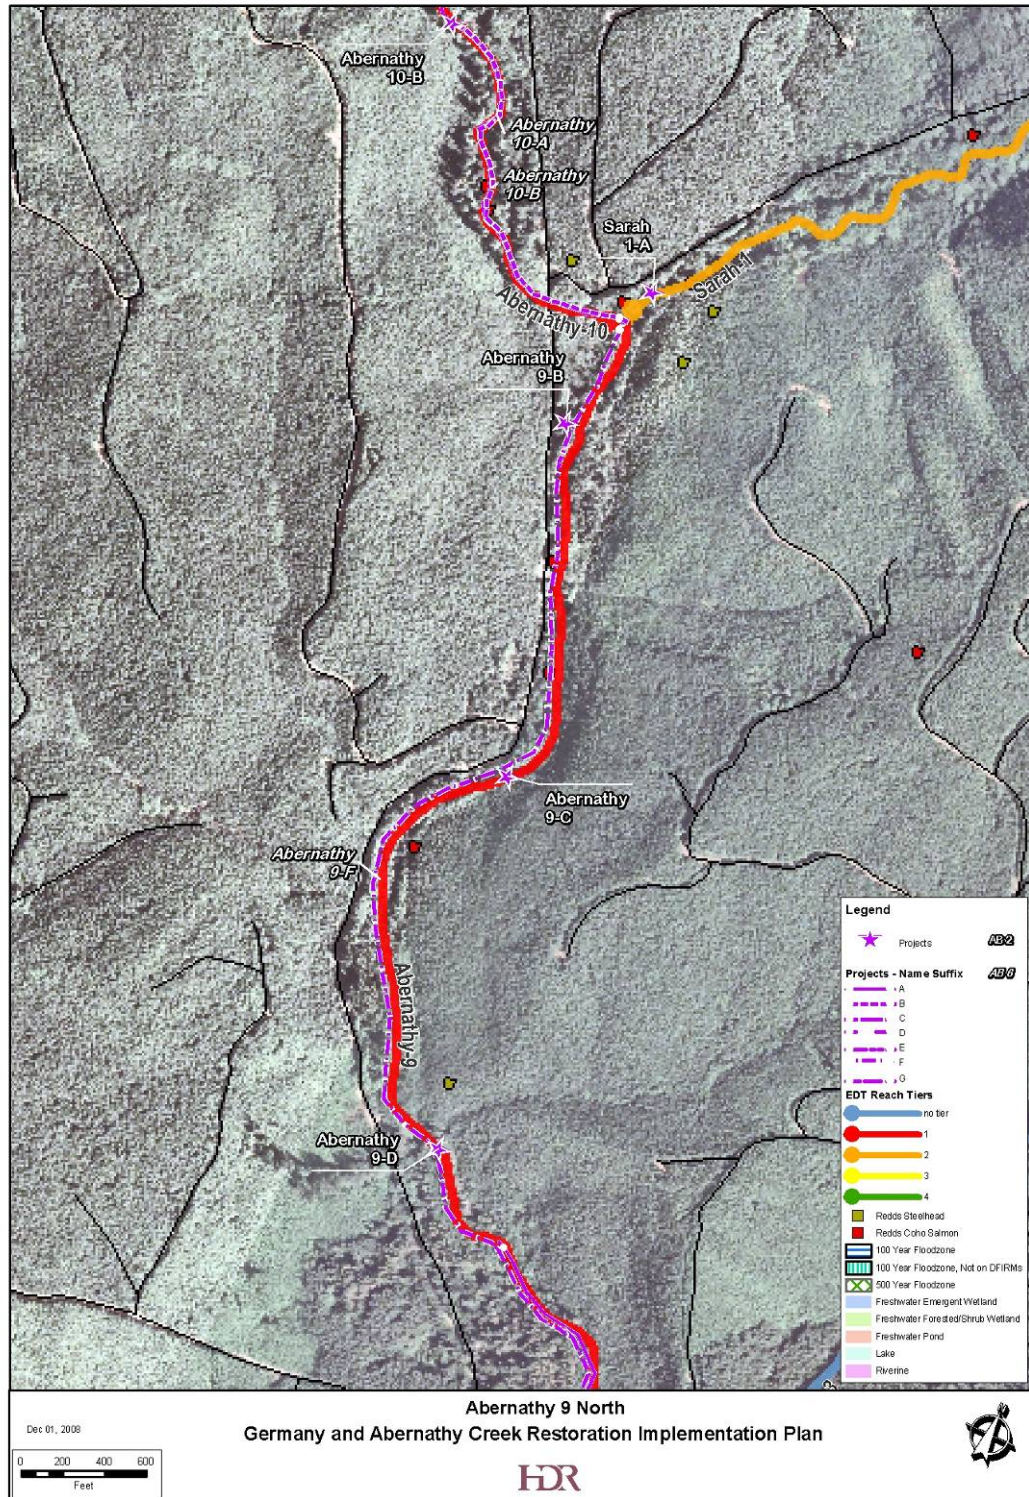 Abernathy
10-B
Abernathy
10-A
Abernathy
10-B
Sarah
1-A
Sarah-1
Abernathy-10
Abernathy
9-B
Abernathy
9-C
Abernathy
9-F
Abernathy-9
Abernathy
9-D
Legend
Projects AB-2
Projects - Name Suffix AB-6
A
B
C
D
E
F
G
EDT Reach Tiers
no tier
1
2
3
4
Redds Steelhead
Redds Coho Salmon
100 Year Floodzone
100 Year Floodzone, Not on DFIRMs
500 Year Floodzone
Freshwater Emergent Wetland
Freshwater Forested/Shrub Wetland
Freshwater Pond
Lake
Riverine
Abernathy 9 North
Germany and Abernathy Creek Restoration Implementation Plan
Dec 01, 2008
0 200 400 600
Feet
HDR